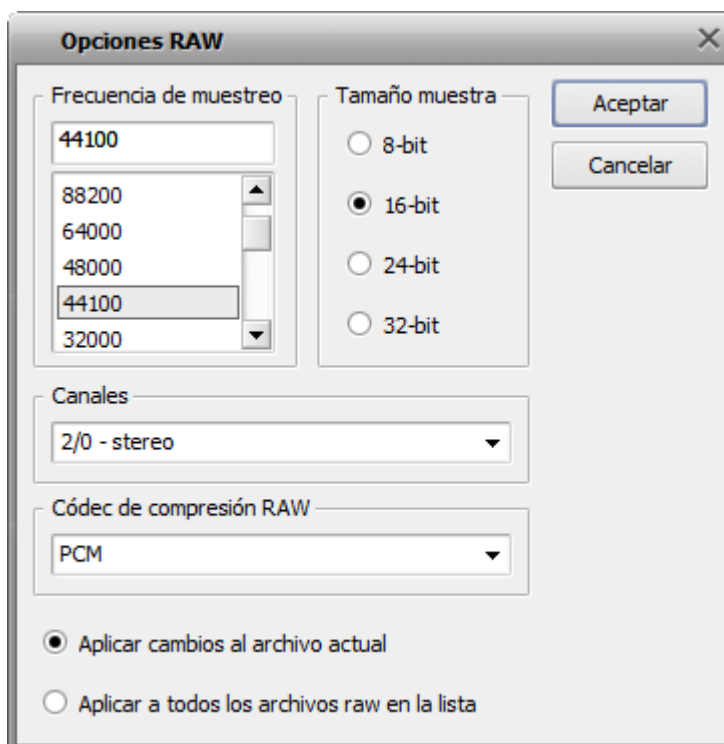 Opciones RAW
Frecuencia de muestreo
44100
88200
64000
48000
44100
32000
Tamaño muestra
8-bit
16-bit
24-bit
32-bit
Aceptar
Cancelar
Canales
2/0 - stereo
Códec de compresión RAW
PCM
Aplicar cambios al archivo actual
Aplicar a todos los archivos raw en la lista